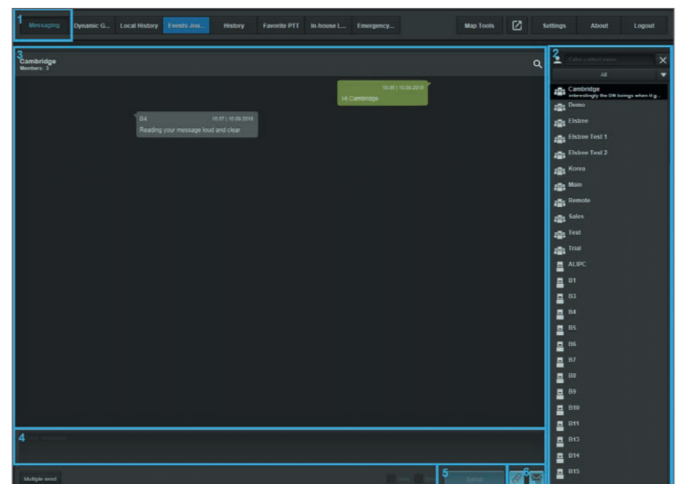 1
Messaging
Dynamic G...
Local History
Events Jou...
History
Favorite PTT
In-house L...
Emergency...
Map Tools
Settings
About
Logout
3
Cambridge
Members: 3
Hi Cambridge
B4
Reading your message loud and clear
4
Multiple send
5
6
2
All
Cambridge
Demo
Elstree
Elstree Test 1
Elstree Test 2
Korea
Main
Remote
Sales
Test
Trial
ALIPC
B1
B3
B4
B5
B6
B7
B8
B9
B10
B11
B13
B14
B15